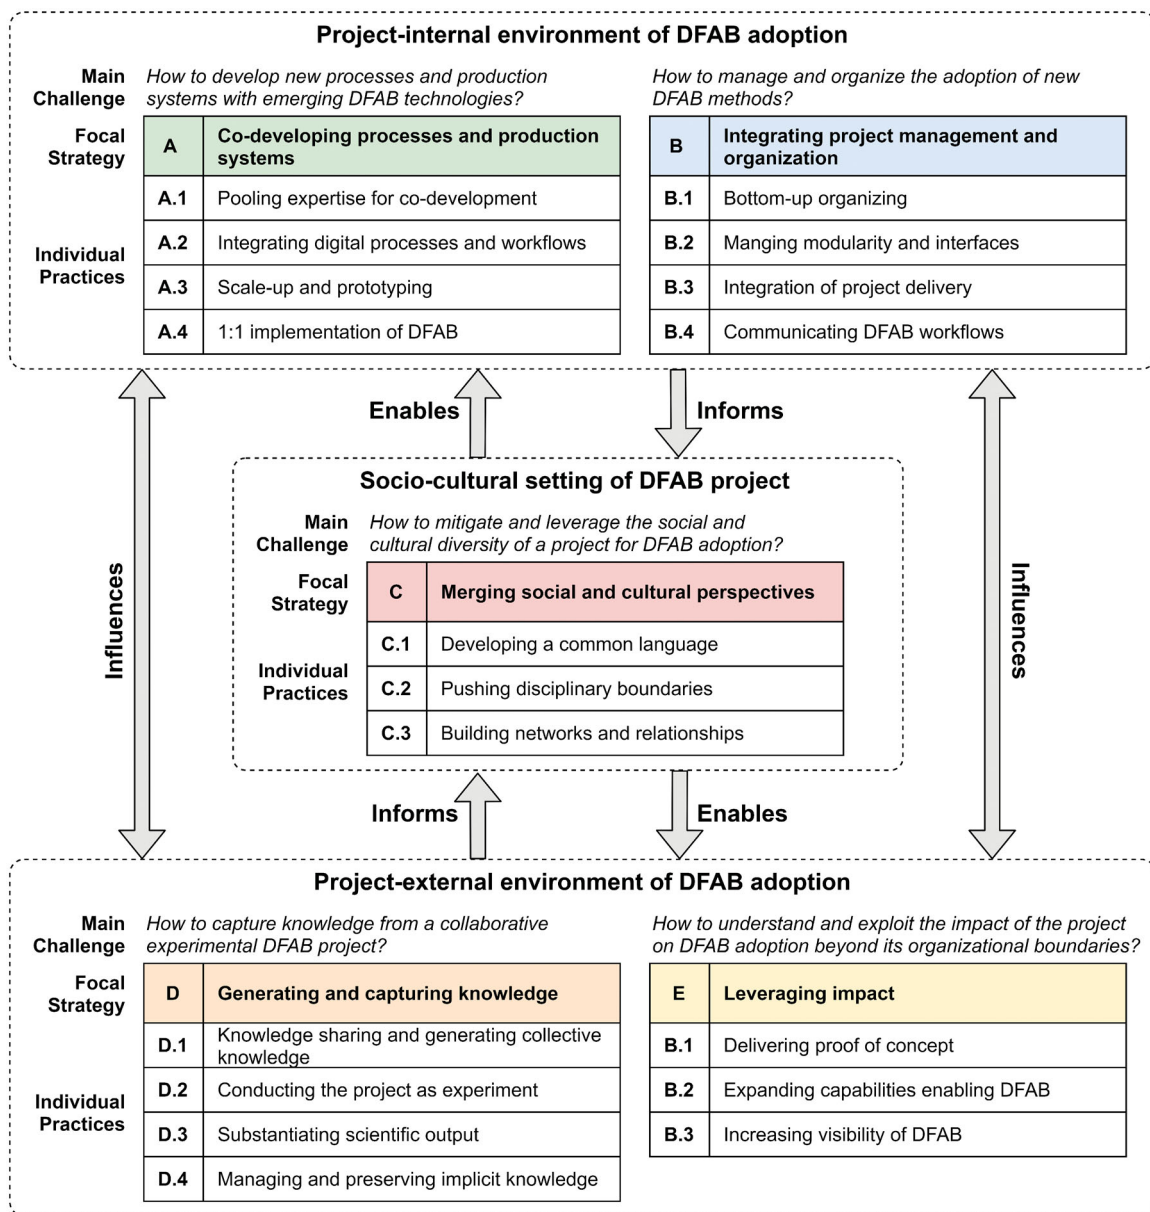 Project-internal environment of DFAB adoption
Main
Challenge
How to develop new processes and production
systems with emerging DFAB technologies?
How to manage and organize the adoption of new
DFAB methods?
Focal
Strategy
A
Co-developing processes and production
systems
B
Integrating project management and
organization
Individual
Practices
A.1
Pooling expertise for co-development
A.2
Integrating digital processes and workflows
A.3
Scale-up and prototyping
A.4
1:1 implementation of DFAB
B.1
Bottom-up organizing
B.2
Manging modularity and interfaces
B.3
Integration of project delivery
B.4
Communicating DFAB workflows
Enables
Informs
Influences
Influences
Socio-cultural setting of DFAB project
Main
Challenge
How to mitigate and leverage the social and
cultural diversity of a project for DFAB adoption?
Focal
Strategy
C
Merging social and cultural perspectives
Individual
Practices
C.1
Developing a common language
C.2
Pushing disciplinary boundaries
C.3
Building networks and relationships
Informs
Enables
Project-external environment of DFAB adoption
Main
Challenge
How to capture knowledge from a collaborative
experimental DFAB project?
How to understand and exploit the impact of the project
on DFAB adoption beyond its organizational boundaries?
Focal
Strategy
D
Generating and capturing knowledge
E
Leveraging impact
Individual
Practices
D.1
Knowledge sharing and generating collective
knowledge
D.2
Conducting the project as experiment
D.3
Substantiating scientific output
D.4
Managing and preserving implicit knowledge
B.1
Delivering proof of concept
B.2
Expanding capabilities enabling DFAB
B.3
Increasing visibility of DFAB